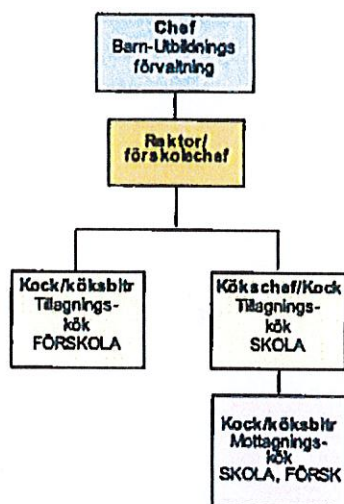 Chef
Barn-Utbildnings
förvaltning
Rektor/
förskolechef
Kock/köksbitr
Tillagnings-
kök
FÖRSKOLA
Kökschef/Kock
Tillagnings-
kök
SKOLA
Kock/köksbitr
Mottagnings-
kök
SKOLA, FÖRSK